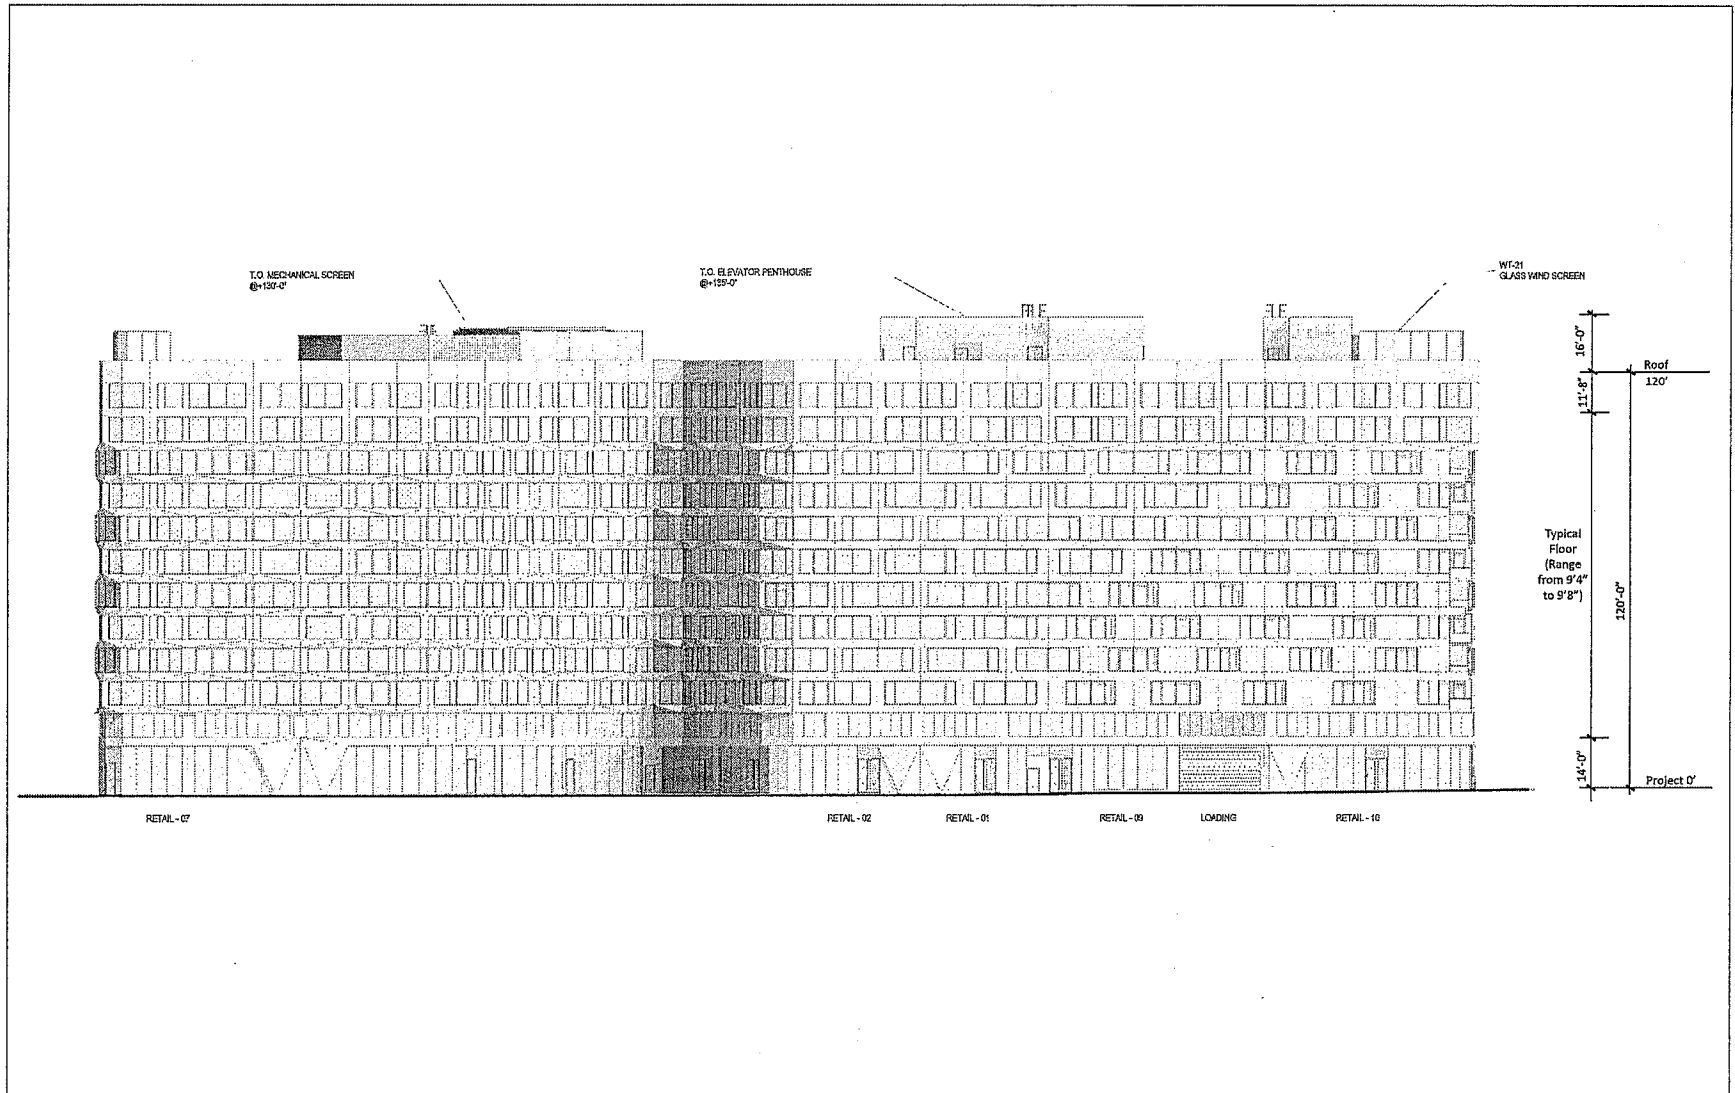 T.O. MECHANICAL SCREEN
@+130'-0"
T.O. ELEVATOR PENTHOUSE
WT-21
GLASS WIND SCREEN
16'-0"
Roof
120'
11'-8"
Typical
Floor
(Range
from 9'4"
to 9'8")
120'-0"
14'-0"
Project 0'
RETAIL - 07
RETAIL - 02
RETAIL - 01
RETAIL - 09
LOADING
RETAIL - 10